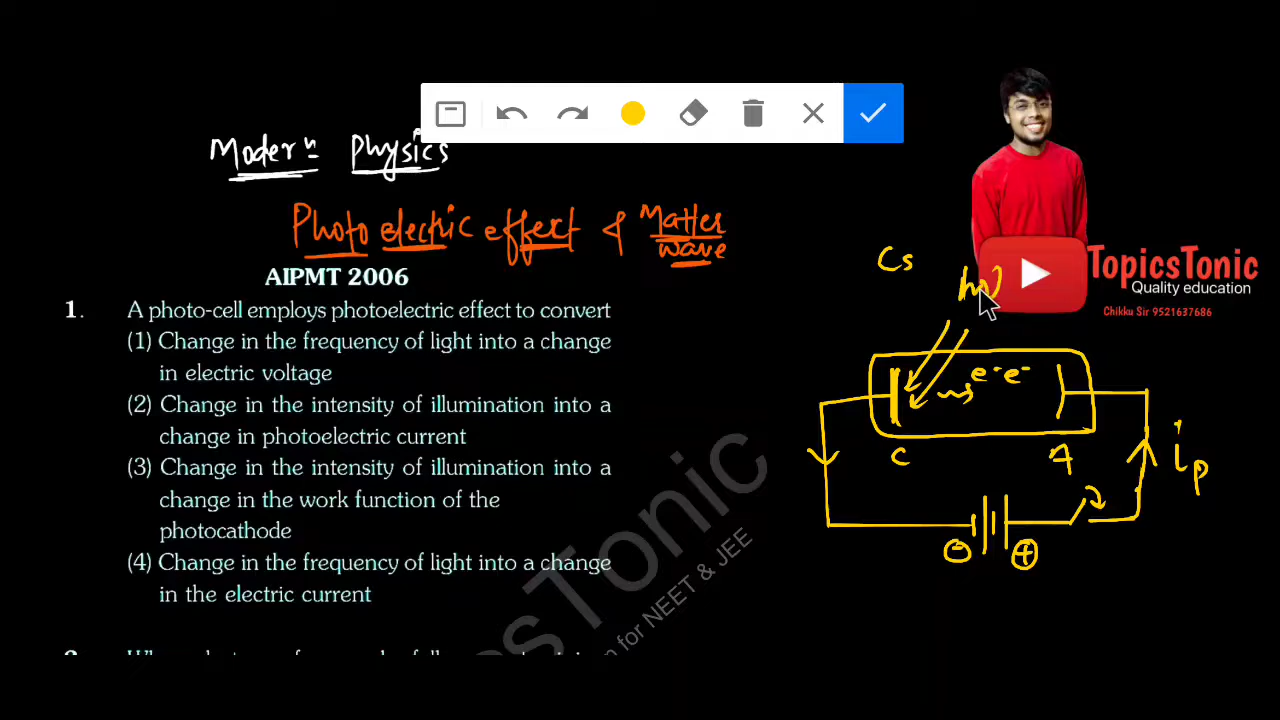 Modern Physics
Photo electric effect & Matter
wave
AIPMT 2006
1. A photo-cell employs photoelectric effect to convert
(1) Change in the frequency of light into a change
in electric voltage
(2) Change in the intensity of illumination into a
change in photoelectric current
(3) Change in the intensity of illumination into a
change in the work function of the
photocathode
(4) Change in the frequency of light into a change
in the electric current
Cs
hν
e- e-
C A
ip
- +
TopicsTonic
Quality education
Chikku Sir 9521637686
sTonic
n for NEET & JEE